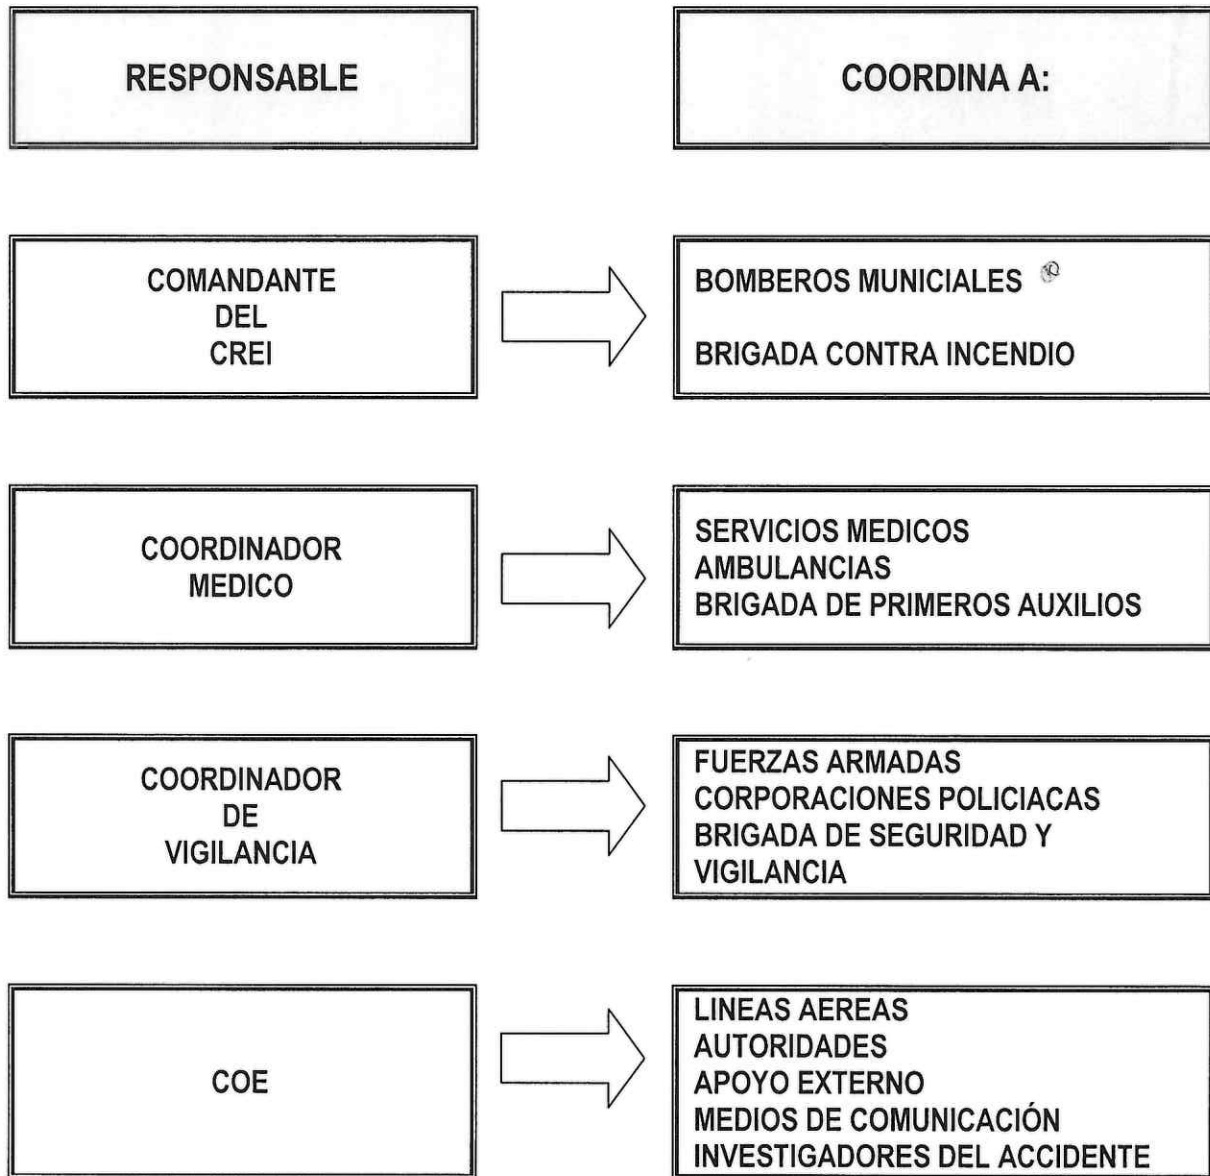 RESPONSABLE
COORDINA A:
COMANDANTE
DEL
CREI
BOMBEROS MUNICIALES
BRIGADA CONTRA INCENDIO
COORDINADOR
MEDICO
SERVICIOS MEDICOS
AMBULANCIAS
BRIGADA DE PRIMEROS AUXILIOS
COORDINADOR
DE
VIGILANCIA
FUERZAS ARMADAS
CORPORACIONES POLICIACAS
BRIGADA DE SEGURIDAD Y
VIGILANCIA
COE
LINEAS AEREAS
AUTORIDADES
APOYO EXTERNO
MEDIOS DE COMUNICACIÓN
INVESTIGADORES DEL ACCIDENTE